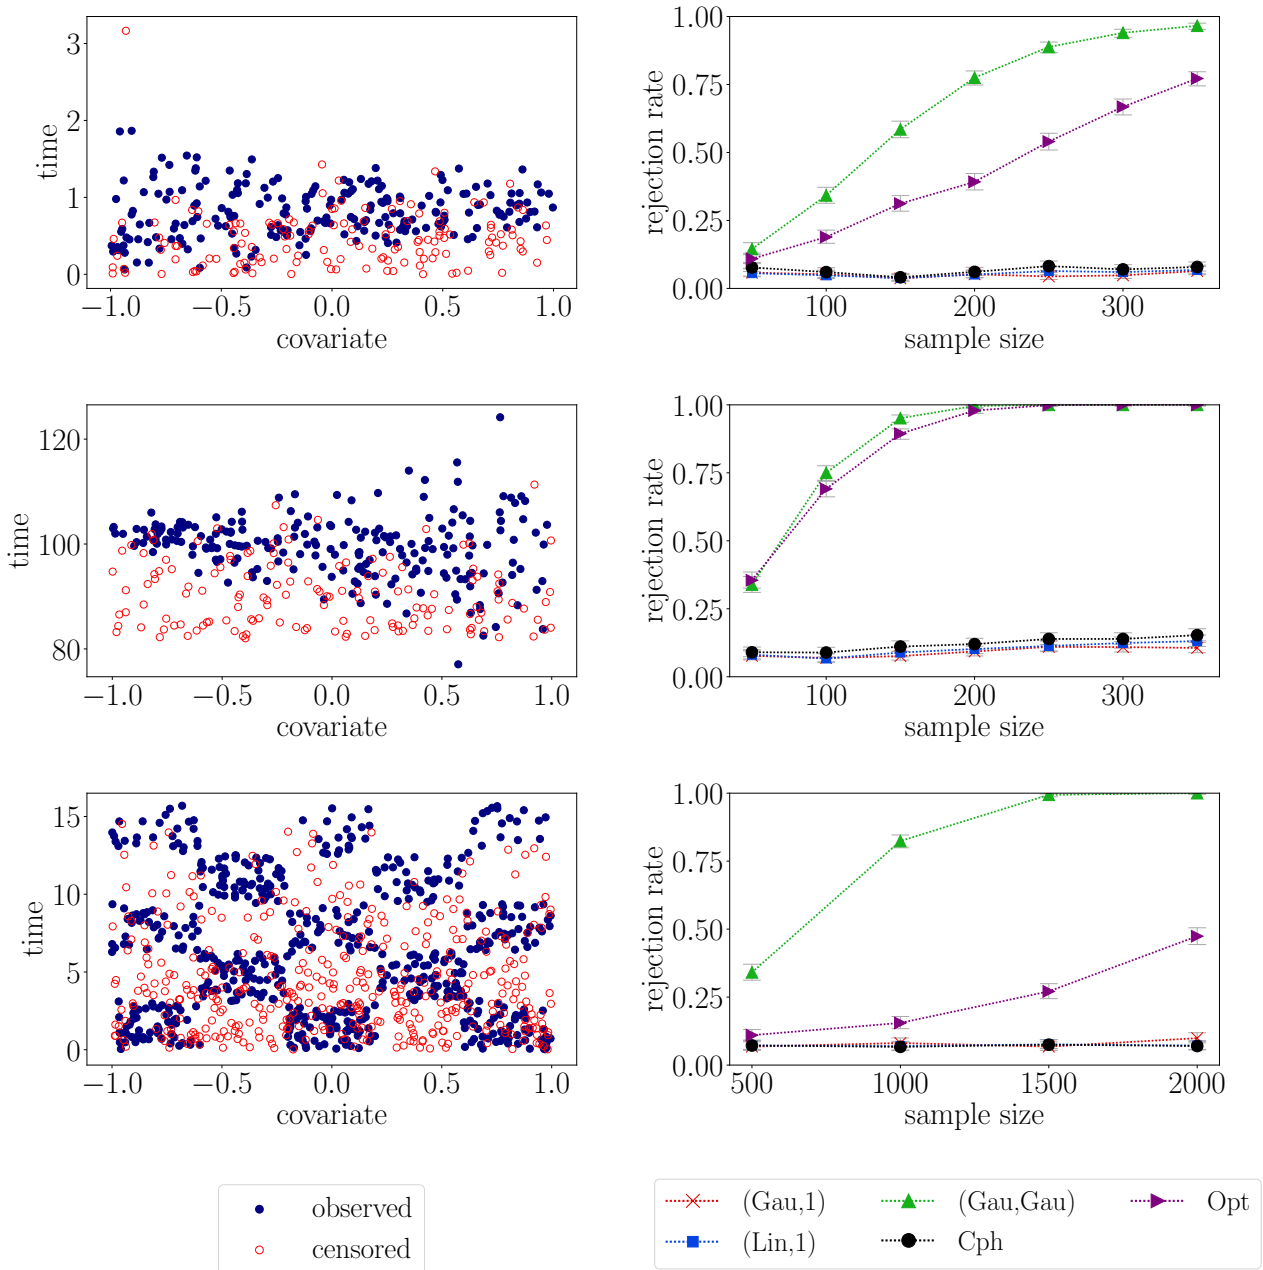 3
2
1
0
time
−1.0 −0.5 0.0 0.5 1.0
covariate
1.00
0.75
0.50
0.25
0.00
rejection rate
100 200 300
sample size
120
100
80
time
−1.0 −0.5 0.0 0.5 1.0
covariate
1.00
0.75
0.50
0.25
0.00
rejection rate
100 200 300
sample size
15
10
5
0
time
−1.0 −0.5 0.0 0.5 1.0
covariate
1.00
0.75
0.50
0.25
0.00
rejection rate
500 1000 1500 2000
sample size
observed
censored
(Gau,1) (Gau,Gau) Opt
(Lin,1) Cph